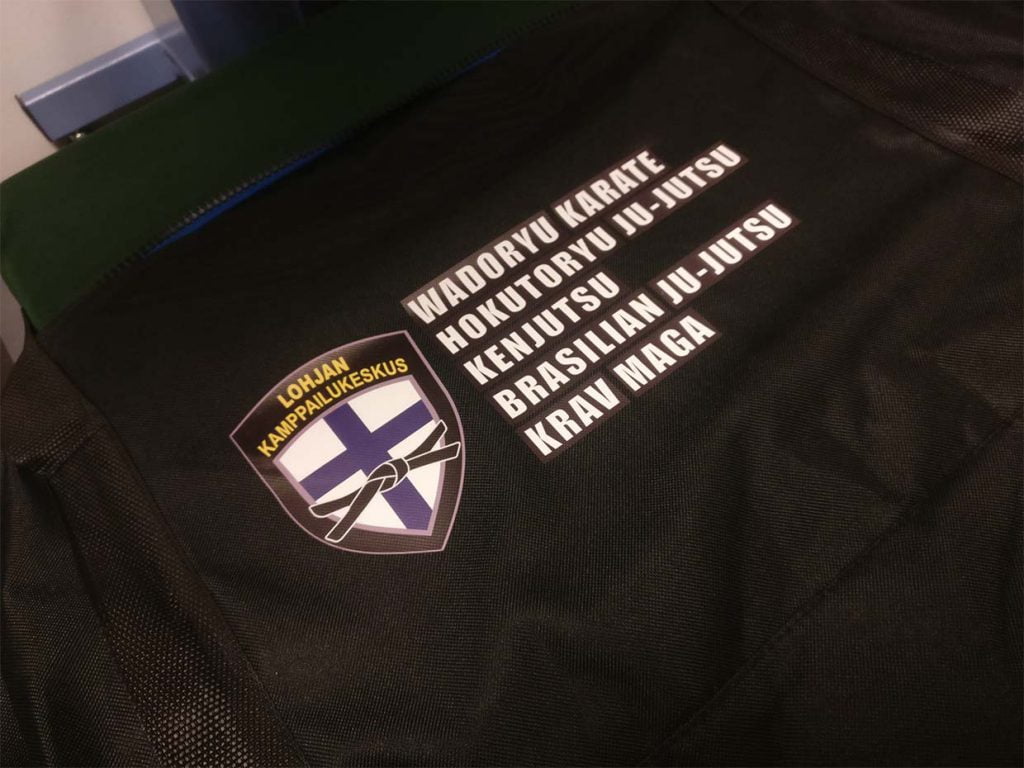 WADORYU KARATE
HOKUTORYU JU-JUTSU
KENJUTSU
BRASILIAN JU-JUTSU
KRAV MAGA
LOHJAN
KAMPPAILUKESKUS